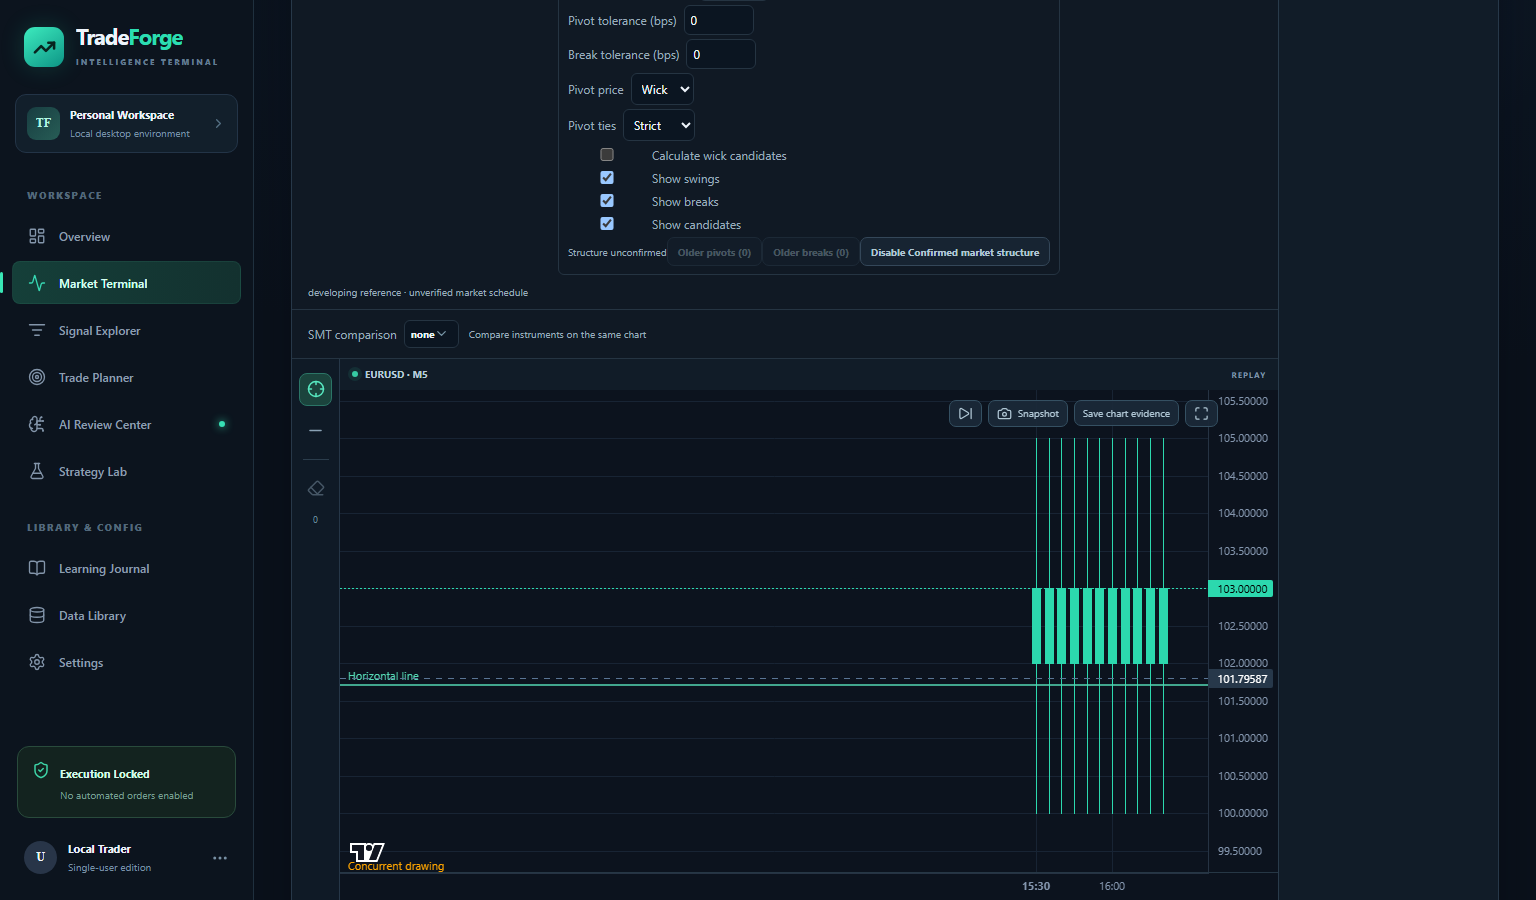 TradeForge
INTELLIGENCE TERMINAL
TF
Personal Workspace
Local desktop environment
WORKSPACE
Overview
Market Terminal
Signal Explorer
Trade Planner
AI Review Center
Strategy Lab
LIBRARY & CONFIG
Learning Journal
Data Library
Settings
Execution Locked
No automated orders enabled
U
Local Trader
Single-user edition
Pivot tolerance (bps) 0
Break tolerance (bps) 0
Pivot price Wick
Pivot ties Strict
Calculate wick candidates
Show swings
Show breaks
Show candidates
Structure unconfirmed Older pivots (0) Older breaks (0) Disable Confirmed market structure
developing reference · unverified market schedule
SMT comparison none Compare instruments on the same chart
EURUSD · M5 REPLAY
Snapshot Save chart evidence
0
105.50000
105.00000
104.50000
104.00000
103.50000
103.00000
102.50000
102.00000
101.79587
101.50000
101.00000
100.50000
100.00000
99.50000
Horizontal line
Concurrent drawing
15:30 16:00